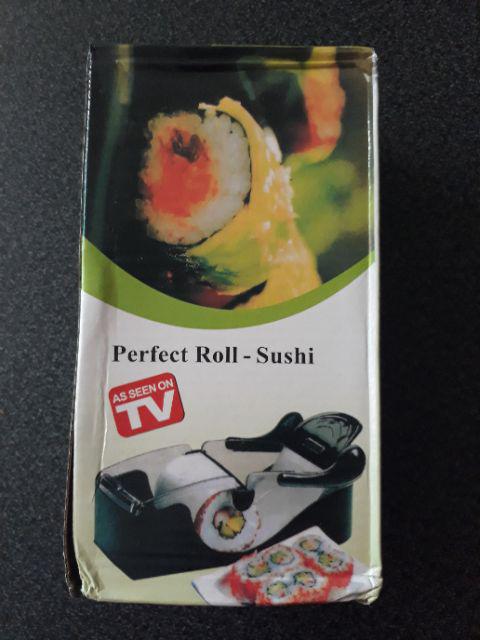 Perfect Roll - Sushi
AS SEEN ON
TV